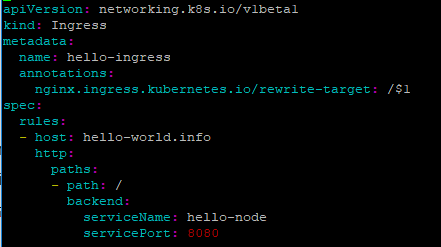 apiVersion: networking.k8s.io/v1beta1
kind: Ingress
metadata:
  name: hello-ingress
  annotations:
    nginx.ingress.kubernetes.io/rewrite-target: /$1
spec:
  rules:
  - host: hello-world.info
    http:
      paths:
      - path: /
        backend:
          serviceName: hello-node
          servicePort: 8080